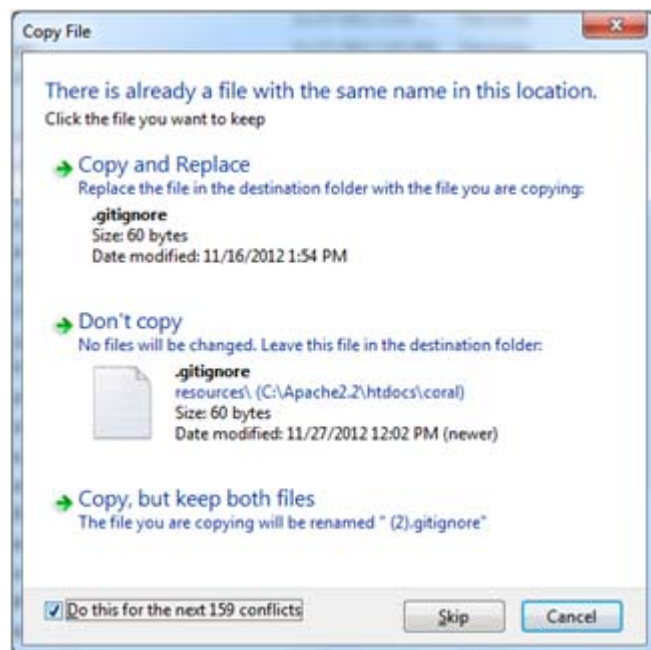 Copy File
There is already a file with the same name in this location.
Click the file you want to keep
Copy and Replace
Replace the file in the destination folder with the file you are copying:
.gitignore
Size: 60 bytes
Date modified: 11/16/2012 1:54 PM
Don't copy
No files will be changed. Leave this file in the destination folder:
.gitignore
resources\ (C:\Apache2.2\htdocs\coral)
Size: 60 bytes
Date modified: 11/27/2012 12:02 PM (newer)
Copy, but keep both files
The file you are copying will be renamed " (2).gitignore"
Do this for the next 159 conflicts
Skip
Cancel